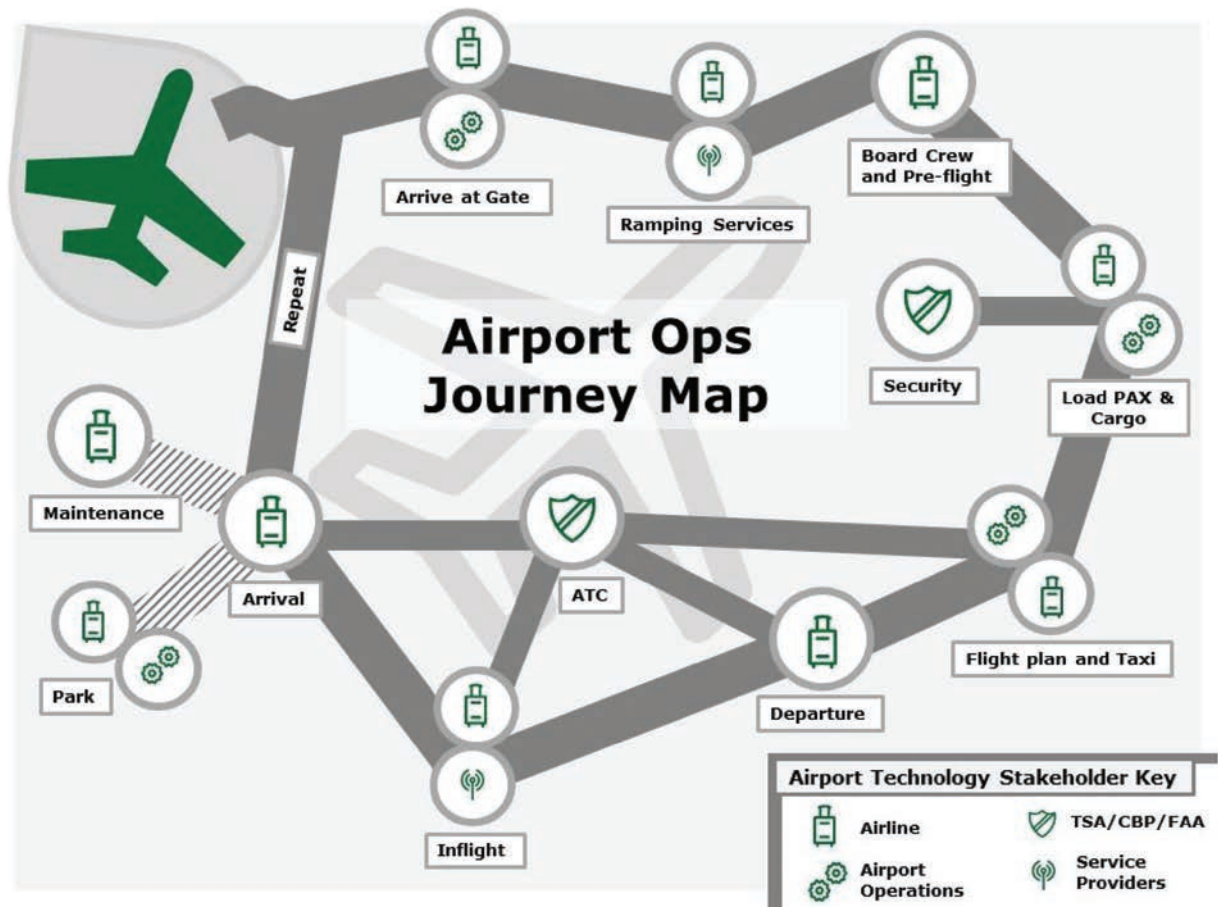 Arrive at Gate
Ramping Services
Board Crew
and Pre-flight
Repeat
Airport Ops
Journey Map
Security
Load PAX &
Cargo
Maintenance
Arrival
ATC
Park
Flight plan and Taxi
Departure
Inflight
Airport Technology Stakeholder Key
Airline
TSA/CBP/FAA
Airport
Operations
Service
Providers